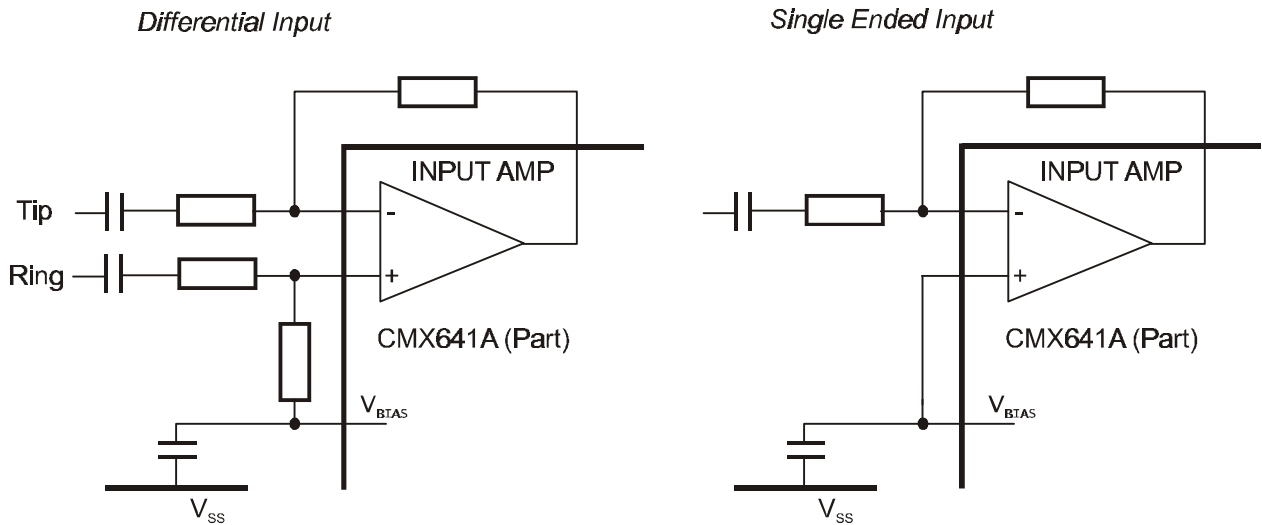 Differential Input
Single Ended Input
INPUT AMP
INPUT AMP
Tip
-
-
Ring
+
+
CMX641A (Part)
CMX641A (Part)
VBIAS
VBIAS
VSS
VSS